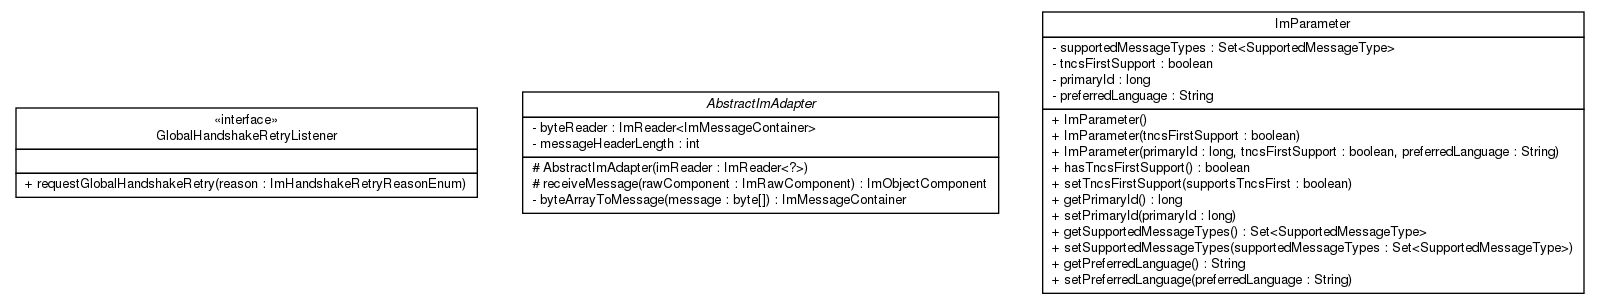 «interface»
GlobalHandshakeRetryListener
+ requestGlobalHandshakeRetry(reason : ImHandshakeRetryReasonEnum)
AbstractImAdapter
- byteReader : ImReader<ImMessageContainer>
- messageHeaderLength : int
# AbstractImAdapter(imReader : ImReader<?>)
# receiveMessage(rawComponent : ImRawComponent) : ImObjectComponent
- byteArrayToMessage(message : byte[]) : ImMessageContainer
ImParameter
- supportedMessageTypes : Set<SupportedMessageType>
- tncsFirstSupport : boolean
- primaryId : long
- preferredLanguage : String
+ ImParameter()
+ ImParameter(tncsFirstSupport : boolean)
+ ImParameter(primaryId : long, tncsFirstSupport : boolean, preferredLanguage : String)
+ hasTncsFirstSupport() : boolean
+ setTncsFirstSupport(supportsTncsFirst : boolean)
+ getPrimaryId() : long
+ setPrimaryId(primaryId : long)
+ getSupportedMessageTypes() : Set<SupportedMessageType>
+ setSupportedMessageTypes(supportedMessageTypes : Set<SupportedMessageType>)
+ getPreferredLanguage() : String
+ setPreferredLanguage(preferredLanguage : String)